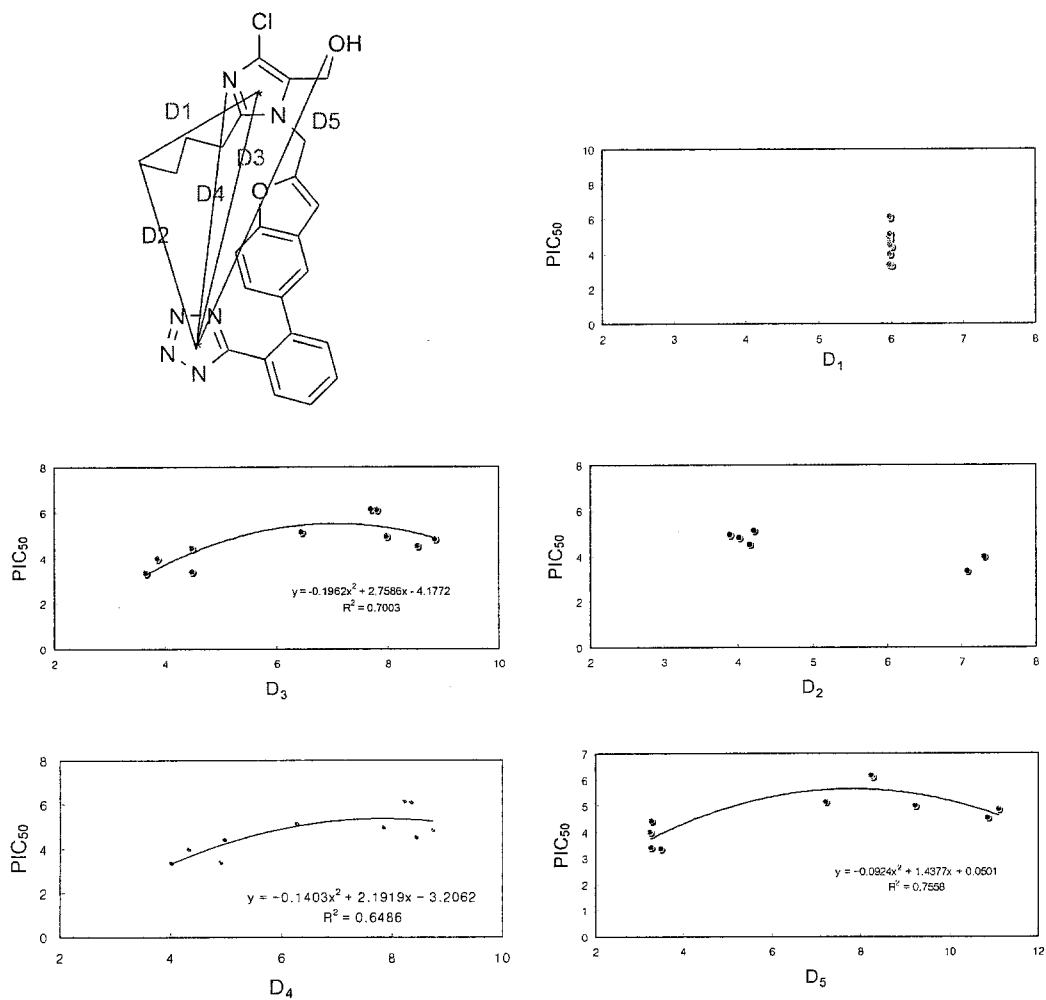 Cl
OH
N
N
D1
D5
D3
D4
O
D2
N N
N
N
10
8
6
4
2
0
PIC50
2 3 4 5 6 7 8
D1
8
6
4
2
0
PIC50
y = -0.1962x² + 2.7586x - 4.1772
R² = 0.7003
2 4 6 8 10
D3
8
6
4
2
0
PIC50
2 3 4 5 6 7 8
D2
8
6
4
2
0
PIC50
y = -0.1403x² + 2.1919x - 3.2062
R² = 0.6486
2 4 6 8 10
D4
7
6
5
4
3
2
1
0
PIC50
y = -0.0924x² + 1.4377x + 0.0501
R² = 0.7558
2 4 6 8 10 12
D5